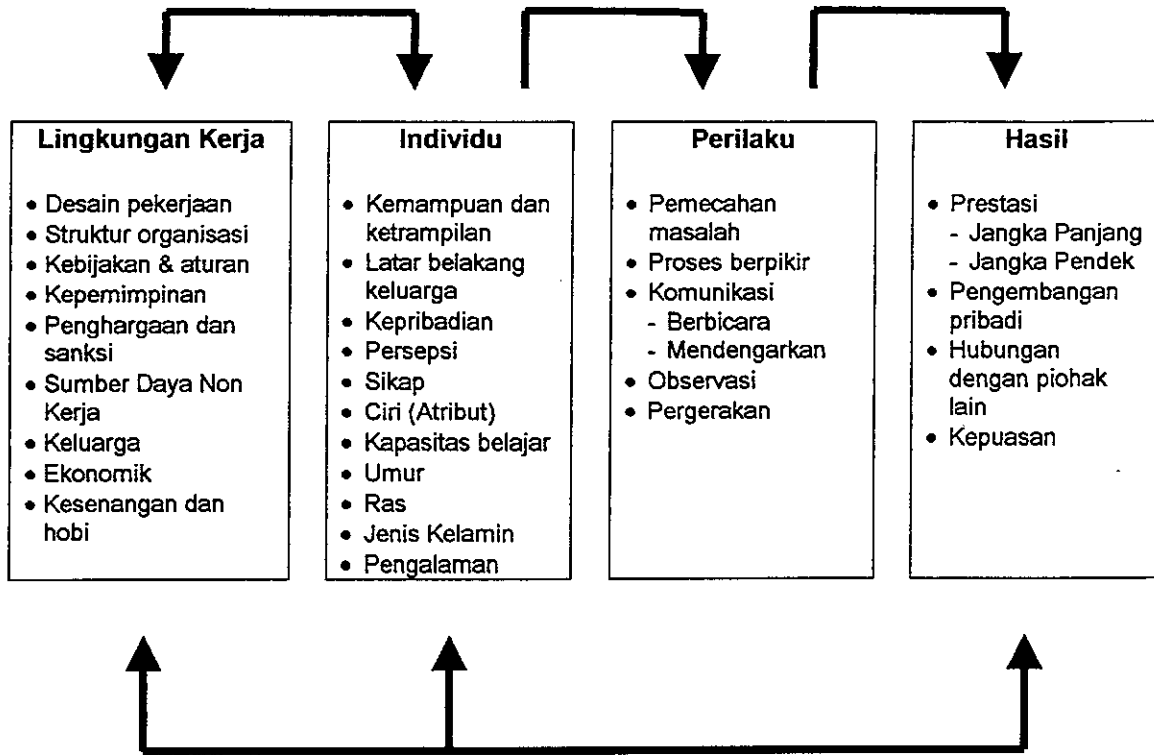 Lingkungan Kerja
• Desain pekerjaan
• Struktur organisasi
• Kebijakan & aturan
• Kepemimpinan
• Penghargaan dan
sanksi
• Sumber Daya Non
Kerja
• Keluarga
• Ekonomik
• Kesenangan dan
hobi
Individu
• Kemampuan dan
ketrampilan
• Latar belakang
keluarga
• Kepribadian
• Persepsi
• Sikap
• Ciri (Atribut)
• Kapasitas belajar
• Umur
• Ras
• Jenis Kelamin
• Pengalaman
Perilaku
• Pemecahan
masalah
• Proses berpikir
• Komunikasi
- Berbicara
- Mendengarkan
• Observasi
• Pergerakan
Hasil
• Prestasi
- Jangka Panjang
- Jangka Pendek
• Pengembangan
pribadi
• Hubungan
dengan piohak
lain
• Kepuasan